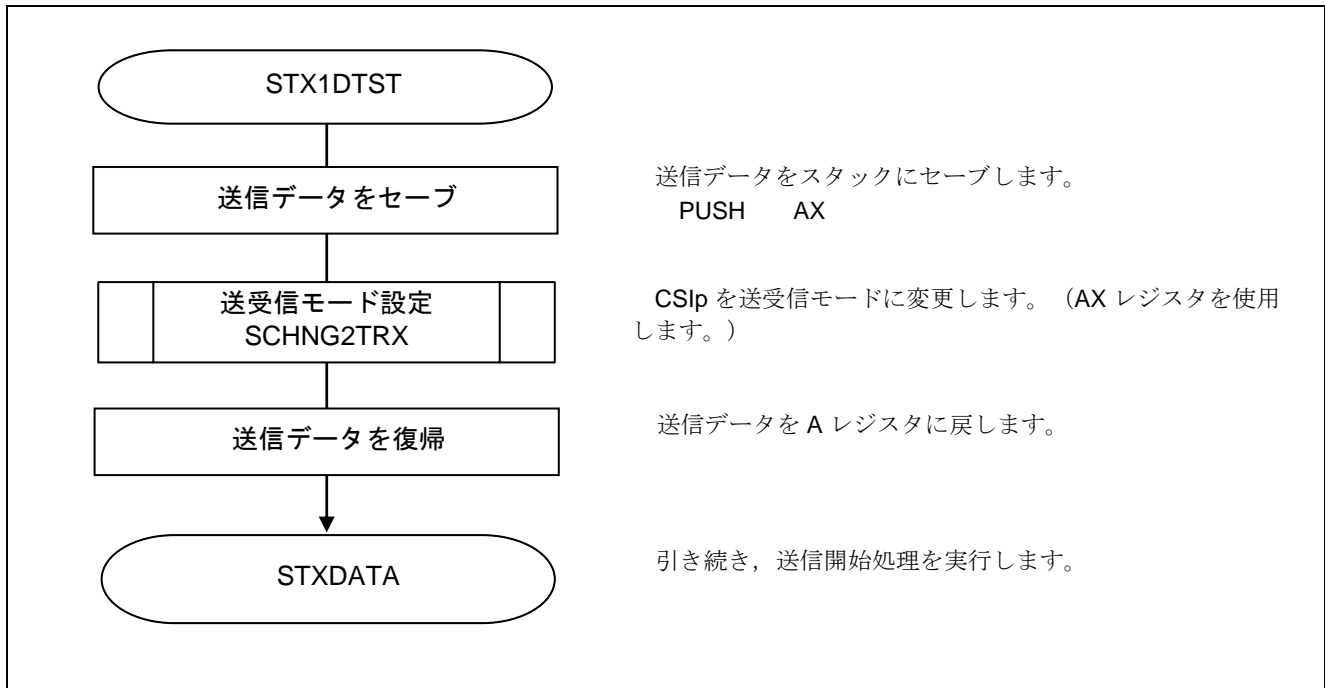 STX1DTST
送信データをセーブ
送信データをスタックにセーブします。
PUSH AX
送受信モード設定
SCHNG2TRX
CSIp を送受信モードに変更します。（AX レジスタを使用
します。）
送信データを復帰
送信データを A レジスタに戻します。
STXDATA
引き続き，送信開始処理を実行します。